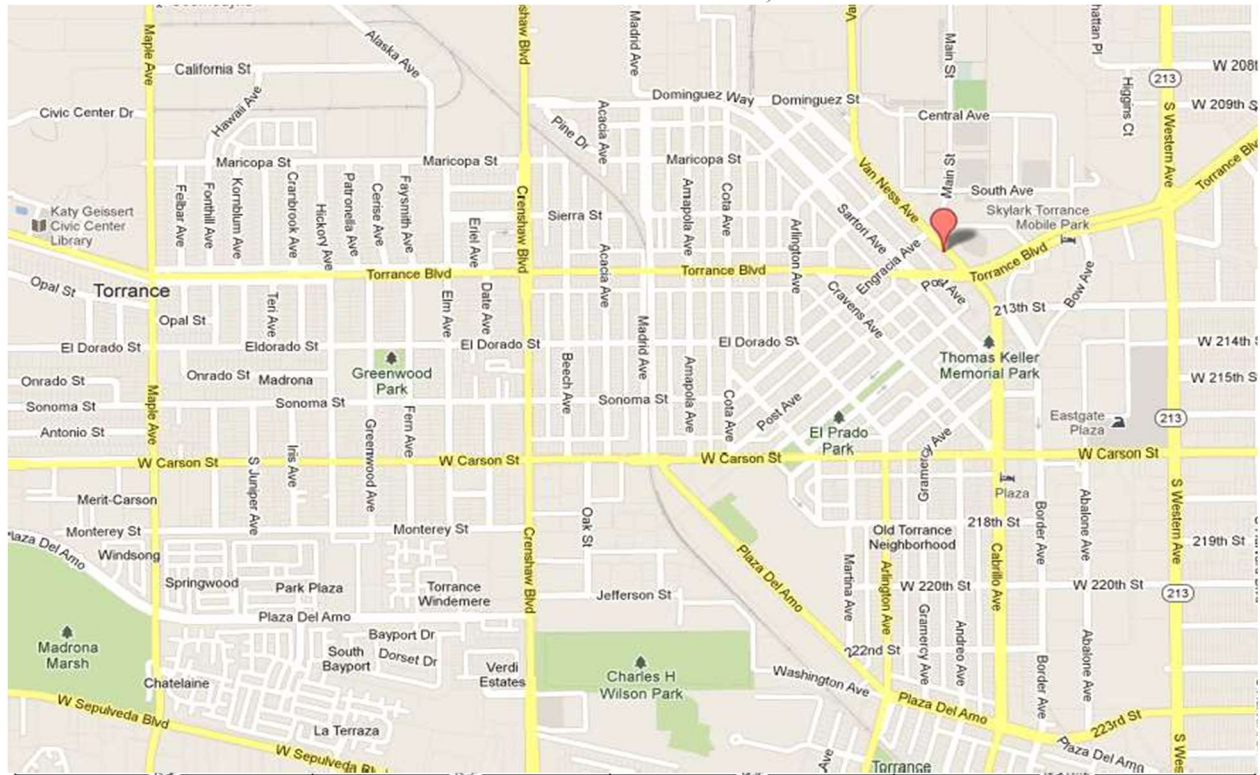 Maple Ave
California St
Alaska Ave
Civic Center Dr
Hawaii Ave
Maricopa St
Maricopa St
Felbar Ave
Fonthill Ave
Kornblum Ave
Cranbrook Ave
Hickory Ave
Patronella Ave
Cerise Ave
Faysmith Ave
Eriel Ave
Crenshaw Blvd
Katy Geissert
Civic Center
Library
Madrid Ave
Dominguez Way
Dominguez St
Acacia Ave
Pine Dr
Maricopa St
Sierra St
Amapola Ave
Cota Ave
Arlington Ave
Sartori Ave
Van Ness Ave
Engracia Ave
Main St
Main St
Central Ave
South Ave
Skylark Torrance
Mobile Park
Higgins Ct
213
W 209th S
S Western Ave
Torrance
Torrance Blvd
Torrance Blvd
Torrance Blvd
Opal St
Torrance
Opal St
Teri Ave
Elm Ave
Date Ave
Acacia Ave
Madrid Ave
Cravens Ave
Post Ave
213th St
Bow Ave
El Dorado St
Eldorado St
El Dorado St
El Dorado St
Greenwood
Park
Thomas Keller
Memorial Park
W 214th S
Onrado St
Onrado St
Madrona
W 215th S
Maple Ave
Sonoma St
Sonoma St
Sonoma St
Beech Ave
Amapola Ave
Cota Ave
Post Ave
El Prado
Park
Eastgate
Plaza
213
Antonio St
Fern Ave
Greenwood Ave
Iris Ave
S Juniper Ave
W Carson St
W Carson St
W Carson St
W Carson St
Plaza
Merit-Carson
Monterey St
Monterey St
Oak St
Old Torrance
Neighborhood
218th St
Border Ave
Abalone Ave
S Western Ave
219th St
Windsong
Springwood
Park Plaza
Torrance
Windemere
Crenshaw Blvd
Jefferson St
Plaza Del Amo
Martina Ave
Arlington Ave
W 220th St
Cabrillo Ave
W 220th St
213
Plaza Del Amo
Madrona
Marsh
Bayport Dr
South
Bayport
Dorset Dr
Verdi
Estates
Charles H
Wilson Park
222nd St
Gramercy Ave
Andreo Ave
Border Ave
Abalone Ave
Chatelaine
Washington Ave
W Sepulveda Blvd
La Terraza
W Sepulveda
Plaza Del Amo
223rd St
Plaza Del Amo
Torrance